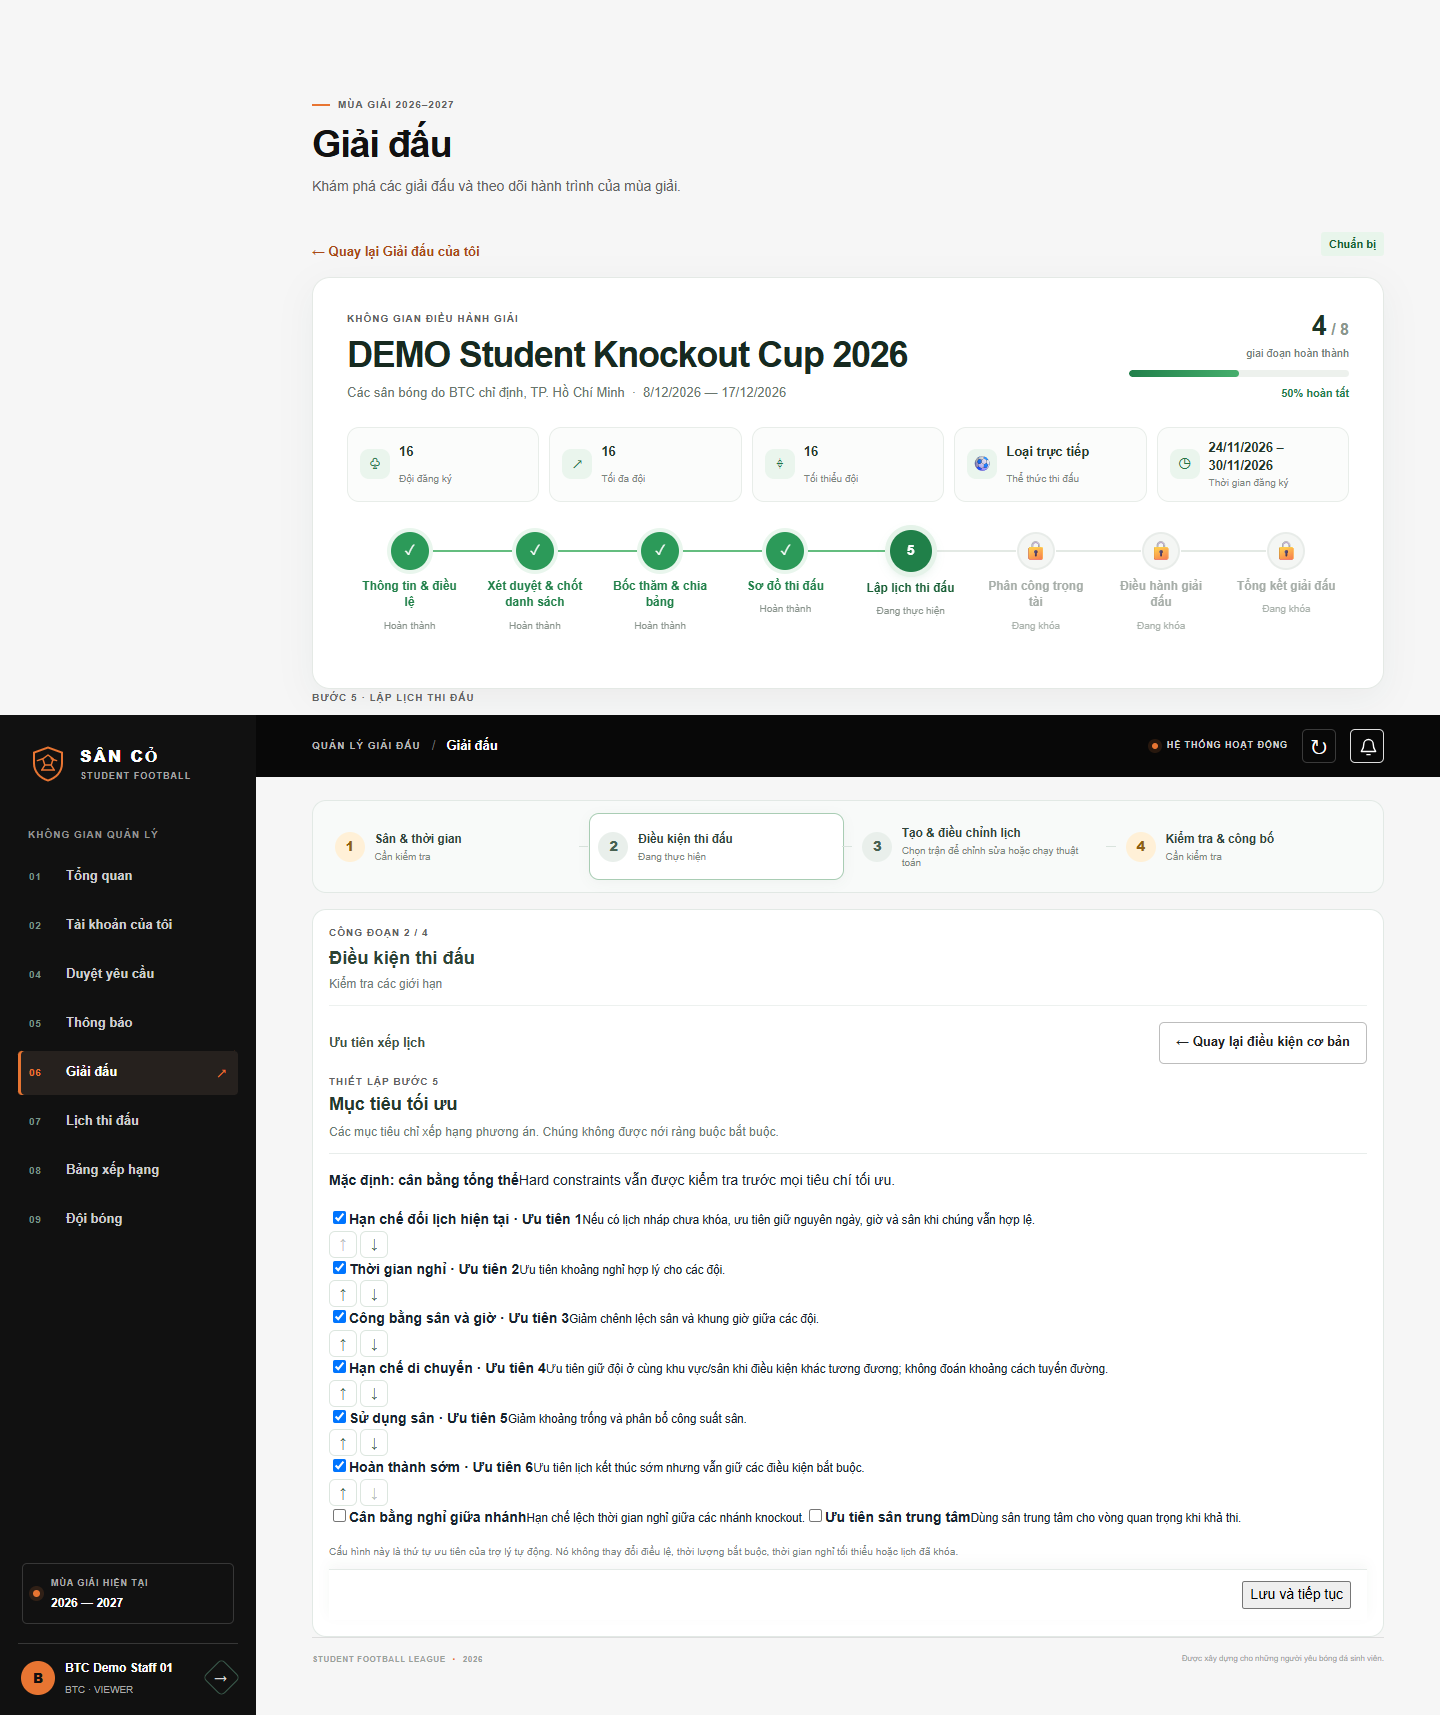 MÙA GIẢI 2026–2027
Giải đấu
Khám phá các giải đấu và theo dõi hành trình của mùa giải.
← Quay lại Giải đấu của tôi
Chuẩn bị
KHÔNG GIAN ĐIỀU HÀNH GIẢI
DEMO Student Knockout Cup 2026
Các sân bóng do BTC chỉ định, TP. Hồ Chí Minh · 8/12/2026 — 17/12/2026
4 / 8
giai đoạn hoàn thành
50% hoàn tất
16
Đội đăng ký
16
Tối đa đội
16
Tối thiểu đội
Loại trực tiếp
Thể thức thi đấu
24/11/2026 –
30/11/2026
Thời gian đăng ký
✓
Thông tin & điều
lệ
Hoàn thành
✓
Xét duyệt & chốt
danh sách
Hoàn thành
✓
Bốc thăm & chia
bảng
Hoàn thành
✓
Sơ đồ thi đấu
Hoàn thành
5
Lập lịch thi đấu
Đang thực hiện
Phân công trọng
tài
Đang khóa
Điều hành giải
đấu
Đang khóa
Tổng kết giải đấu
Đang khóa
BƯỚC 5 · LẬP LỊCH THI ĐẤU
SÂN CỎ
STUDENT FOOTBALL
KHÔNG GIAN QUẢN LÝ
01 Tổng quan
02 Tài khoản của tôi
04 Duyệt yêu cầu
05 Thông báo
06 Giải đấu ↗
07 Lịch thi đấu
08 Bảng xếp hạng
09 Đội bóng
MÙA GIẢI HIỆN TẠI
2026 — 2027
B
BTC Demo Staff 01
BTC · VIEWER
→
QUẢN LÝ GIẢI ĐẤU / Giải đấu
HỆ THỐNG HOẠT ĐỘNG
↻
1
Sân & thời gian
Cần kiểm tra
2
Điều kiện thi đấu
Đang thực hiện
3
Tạo & điều chỉnh lịch
Chọn trận để chỉnh sửa hoặc chạy thuật
toán
4
Kiểm tra & công bố
Cần kiểm tra
CÔNG ĐOẠN 2 / 4
Điều kiện thi đấu
Kiểm tra các giới hạn
Ưu tiên xếp lịch
← Quay lại điều kiện cơ bản
THIẾT LẬP BƯỚC 5
Mục tiêu tối ưu
Các mục tiêu chỉ xếp hạng phương án. Chúng không được nới ràng buộc bắt buộc.
Mặc định: cân bằng tổng thểHard constraints vẫn được kiểm tra trước mọi tiêu chí tối ưu.
Hạn chế đổi lịch hiện tại · Ưu tiên 1Nếu có lịch nháp chưa khóa, ưu tiên giữ nguyên ngày, giờ và sân khi chúng vẫn hợp lệ.
↑ ↓
Thời gian nghỉ · Ưu tiên 2Ưu tiên khoảng nghỉ hợp lý cho các đội.
↑ ↓
Công bằng sân và giờ · Ưu tiên 3Giảm chênh lệch sân và khung giờ giữa các đội.
↑ ↓
Hạn chế di chuyển · Ưu tiên 4Ưu tiên giữ đội ở cùng khu vực/sân khi điều kiện khác tương đương; không đoán khoảng cách tuyến đường.
↑ ↓
Sử dụng sân · Ưu tiên 5Giảm khoảng trống và phân bổ công suất sân.
↑ ↓
Hoàn thành sớm · Ưu tiên 6Ưu tiên lịch kết thúc sớm nhưng vẫn giữ các điều kiện bắt buộc.
↑ ↓
Cân bằng nghỉ giữa nhánhHạn chế lệch thời gian nghỉ giữa các nhánh knockout. Ưu tiên sân trung tâmDùng sân trung tâm cho vòng quan trọng khi khả thi.
Cấu hình này là thứ tự ưu tiên của trợ lý tự động. Nó không thay đổi điều lệ, thời lượng bắt buộc, thời gian nghỉ tối thiểu hoặc lịch đã khóa.
Lưu và tiếp tục
STUDENT FOOTBALL LEAGUE · 2026
Được xây dựng cho những người yêu bóng đá sinh viên.